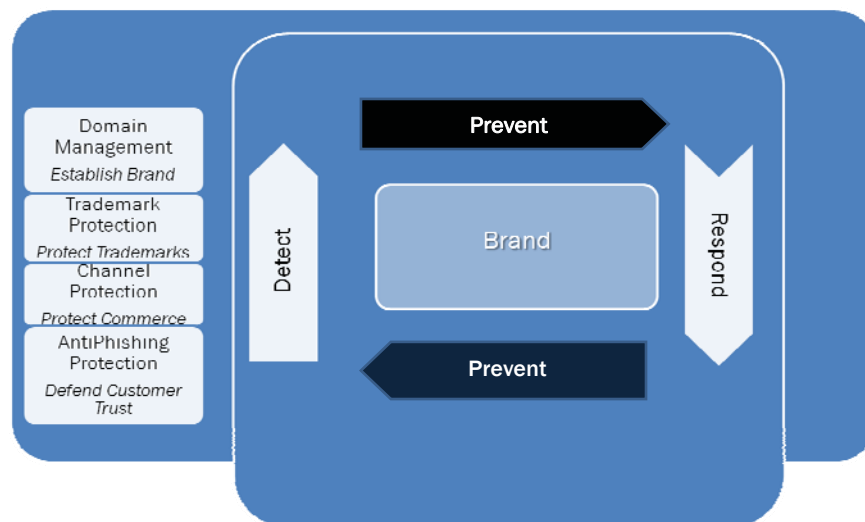 Domain
Management
Establish Brand
Trademark
Protection
Protect Trademarks
Channel
Protection
Protect Commerce
AntiPhishing
Protection
Defend Customer
Trust
Detect
Prevent
Brand
Prevent
Respond